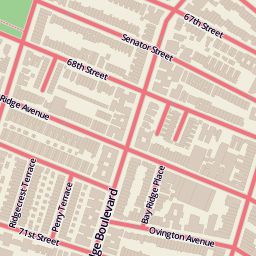 67th Street
Senator Street
68th Street
Ridge Avenue
Ridgecrest Terrace
Perry Terrace
Bay Ridge Place
dge Boulevard
71st Street
Ovington Avenue